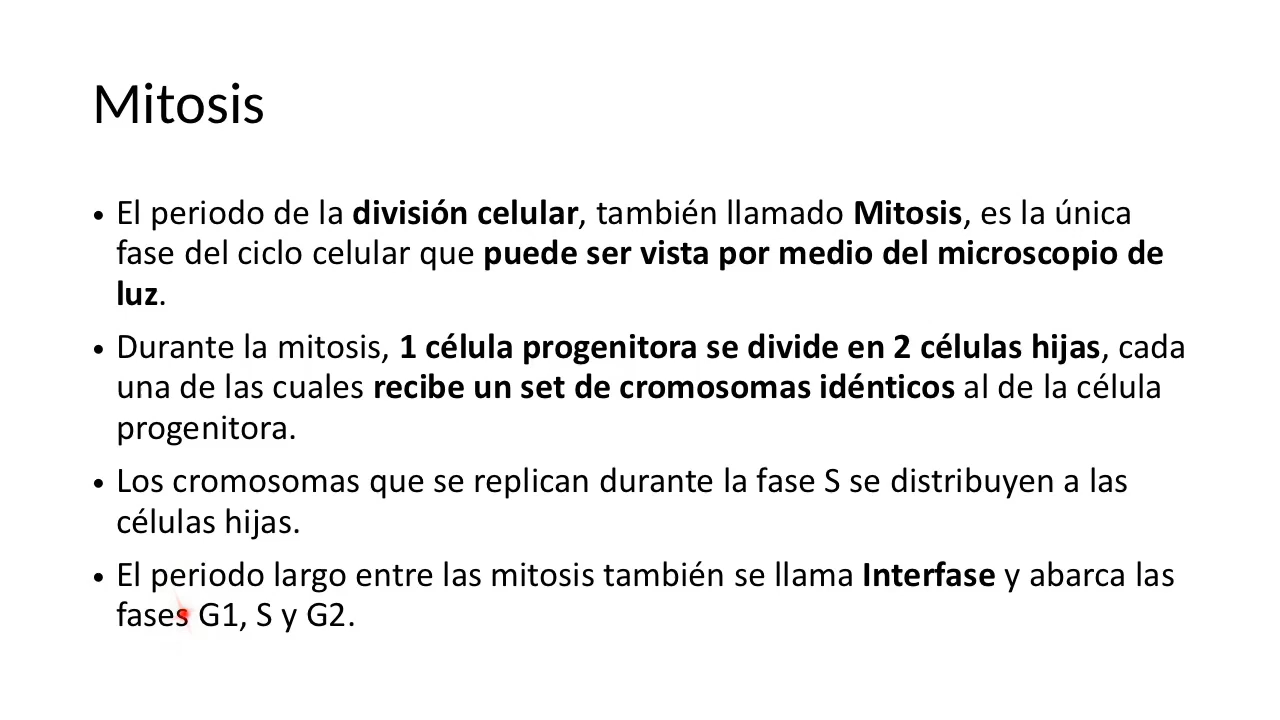 Mitosis
• El periodo de la división celular, también llamado Mitosis, es la única
fase del ciclo celular que puede ser vista por medio del microscopio de
luz.
• Durante la mitosis, 1 célula progenitora se divide en 2 células hijas, cada
una de las cuales recibe un set de cromosomas idénticos al de la célula
progenitora.
• Los cromosomas que se replican durante la fase S se distribuyen a las
células hijas.
• El periodo largo entre las mitosis también se llama Interfase y abarca las
fases G1, S y G2.